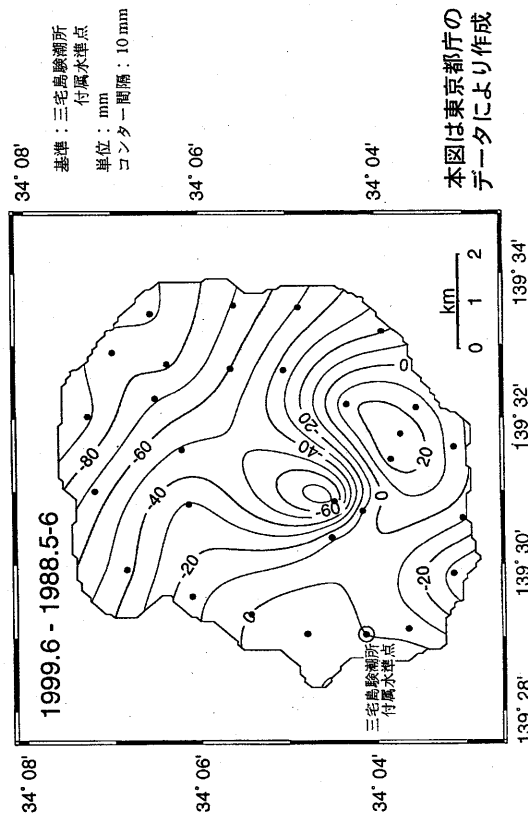 1999.6 - 1988.5-6
基準：三宅島験潮所
付属水準点
単位： mm
コンター間隔：10 mm
本図は東京都庁の
データにより作成
34˚ 08'
34˚ 06'
34˚ 04'
34˚ 08'
34˚ 06'
34˚ 04'
139˚ 28'
139˚ 30'
139˚ 32'
139˚ 34'
-80
-60
-40
-20
0
-60
-40
-20
0
20
0
-20
三宅島験潮所
付属水準点
km
0 1 2